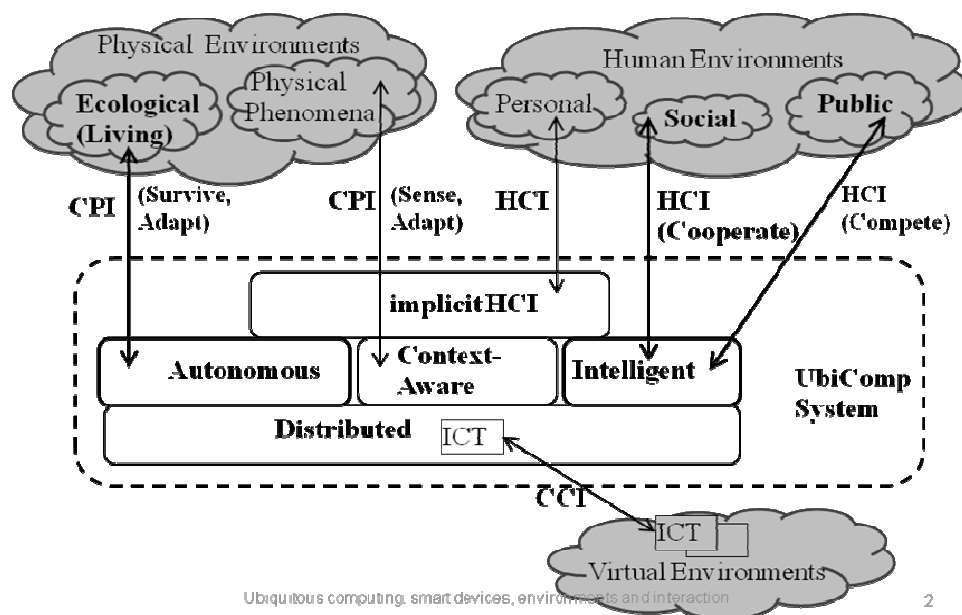 Physical Environments
Ecological
(Living)
Physical
Phenomena
Human Environments
Personal
Social
Public
CPI
(Survive,
Adapt)
CPI
(Sense,
Adapt)
HCI
HCI
(Cooperate)
HCI
(Compete)
implicit HCI
Autonomous
Context-
Aware
Intelligent
UbiComp
System
Distributed
ICT
CCI
ICT
Virtual Environments
Ubiquitous computing, smart devices, environments and interaction
2